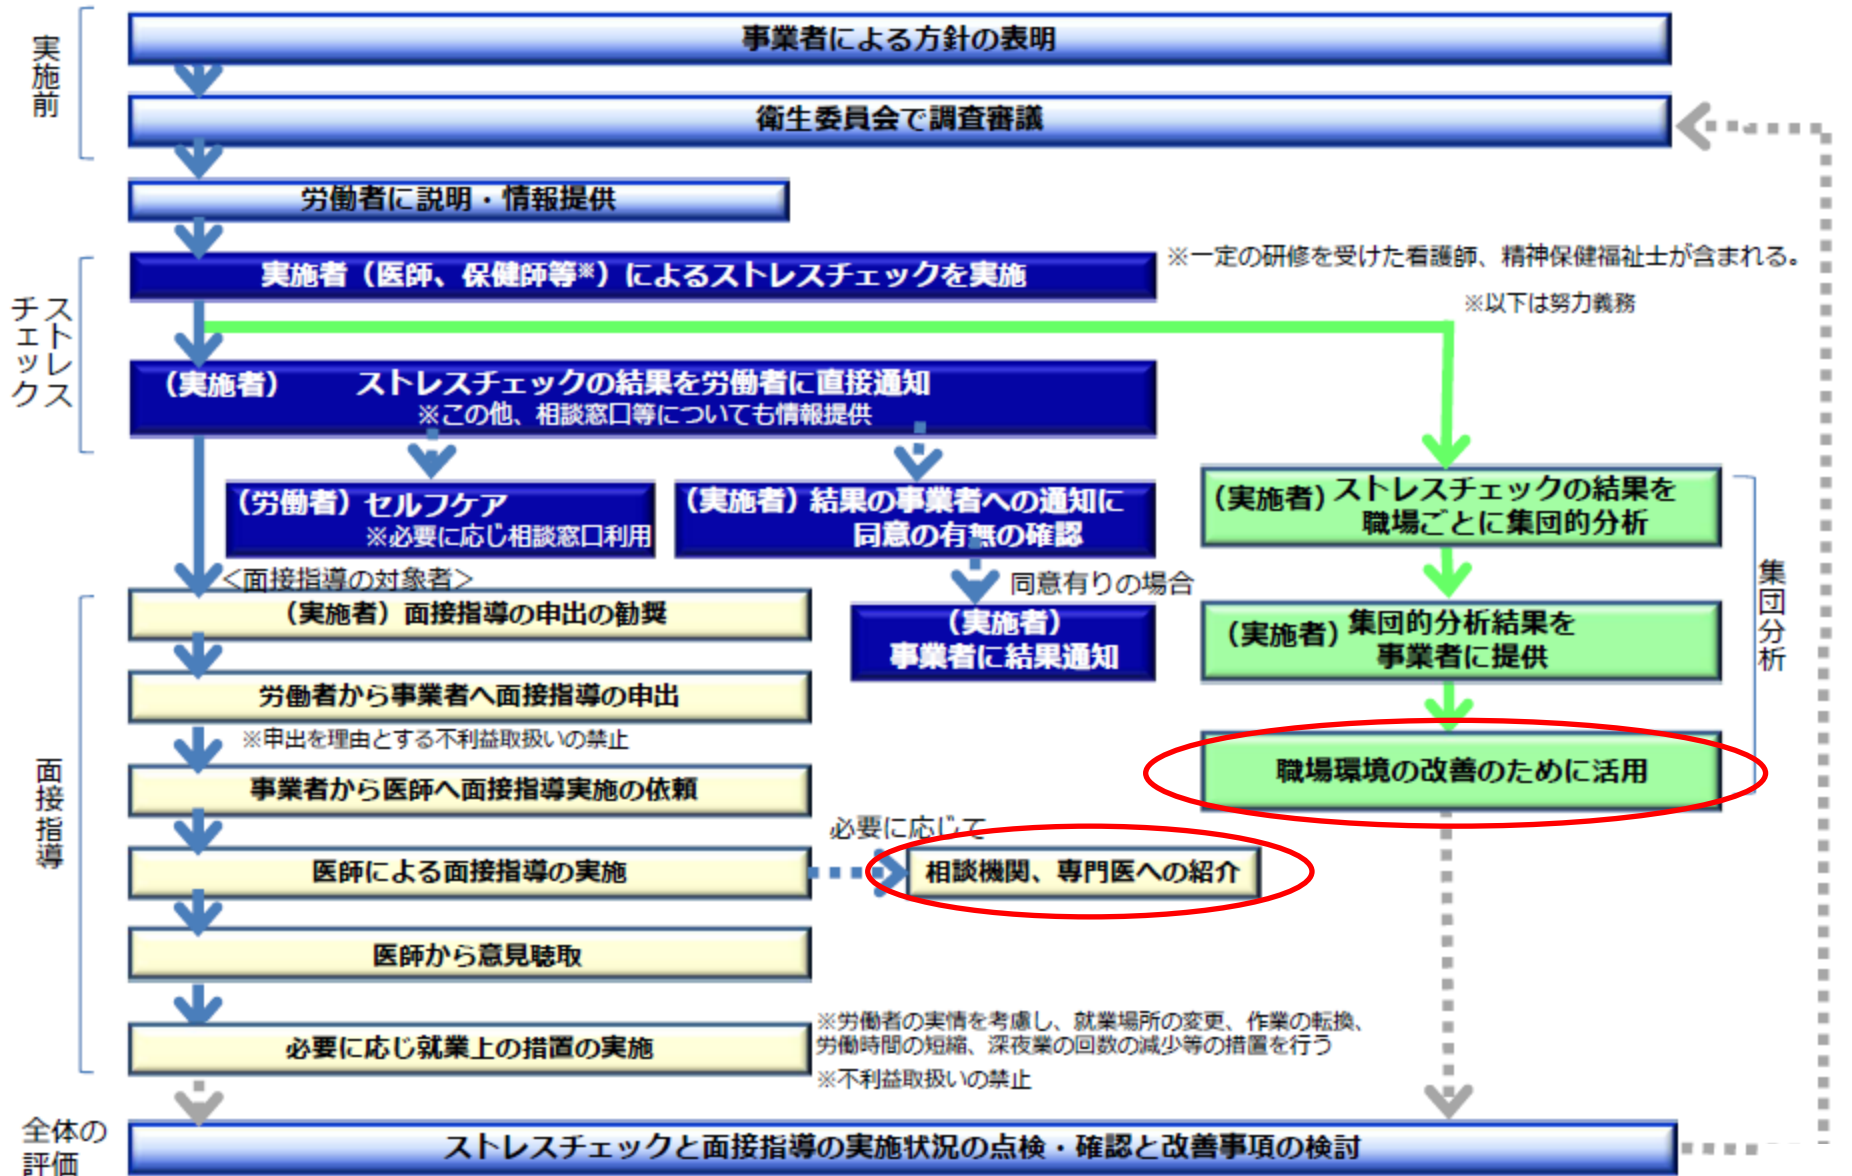 実施前
事業者による方針の表明
衛生委員会で調査審議
労働者に説明・情報提供
ストレス
チェック
実施者（医師、保健師等※）によるストレスチェックを実施
※一定の研修を受けた看護師、精神保健福祉士が含まれる。
※以下は努力義務
（実施者） ストレスチェックの結果を労働者に直接通知
※この他、相談窓口等についても情報提供
（労働者）セルフケア
※必要に応じ相談窓口利用
（実施者）結果の事業者への通知に
同意の有無の確認
（実施者）ストレスチェックの結果を
職場ごとに集団的分析
集団分析
同意有りの場合
（実施者）
事業者に結果通知
（実施者）集団的分析結果を
事業者に提供
職場環境の改善のために活用
＜面接指導の対象者＞
面接指導
（実施者）面接指導の申出の勧奨
労働者から事業者へ面接指導の申出
※申出を理由とする不利益取扱いの禁止
事業者から医師へ面接指導実施の依頼
必要に応じて
医師による面接指導の実施
相談機関、専門医への紹介
医師から意見聴取
必要に応じ就業上の措置の実施
※労働者の実情を考慮し、就業場所の変更、作業の転換、
労働時間の短縮、深夜業の回数の減少等の措置を行う
※不利益取扱いの禁止
全体の
評価
ストレスチェックと面接指導の実施状況の点検・確認と改善事項の検討